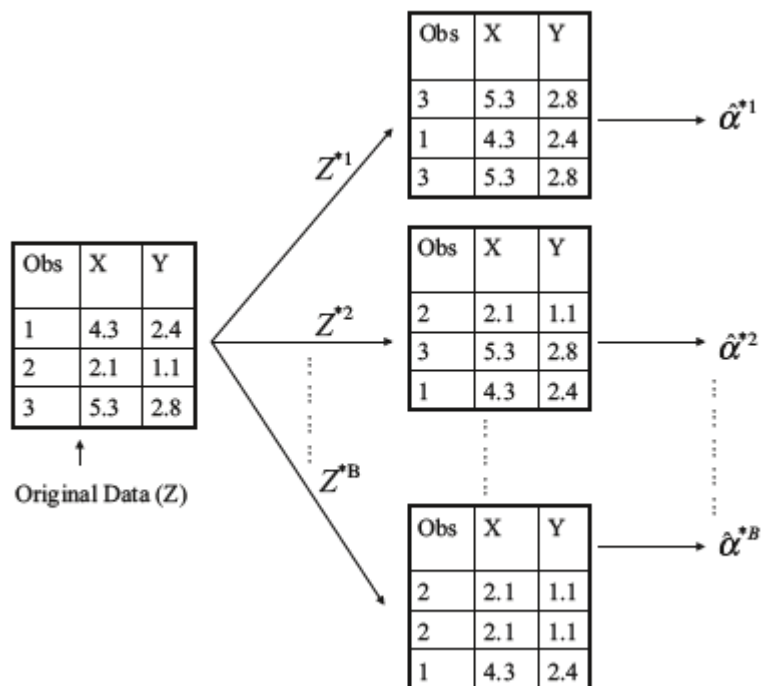 Obs X Y
3 5.3 2.8
1 4.3 2.4
3 5.3 2.8
α̂*1
Z*1
Obs X Y
1 4.3 2.4
2 2.1 1.1
3 5.3 2.8
Original Data (Z)
Z*2
Obs X Y
2 2.1 1.1
3 5.3 2.8
1 4.3 2.4
α̂*2
Z*B
Obs X Y
2 2.1 1.1
2 2.1 1.1
1 4.3 2.4
α̂*B